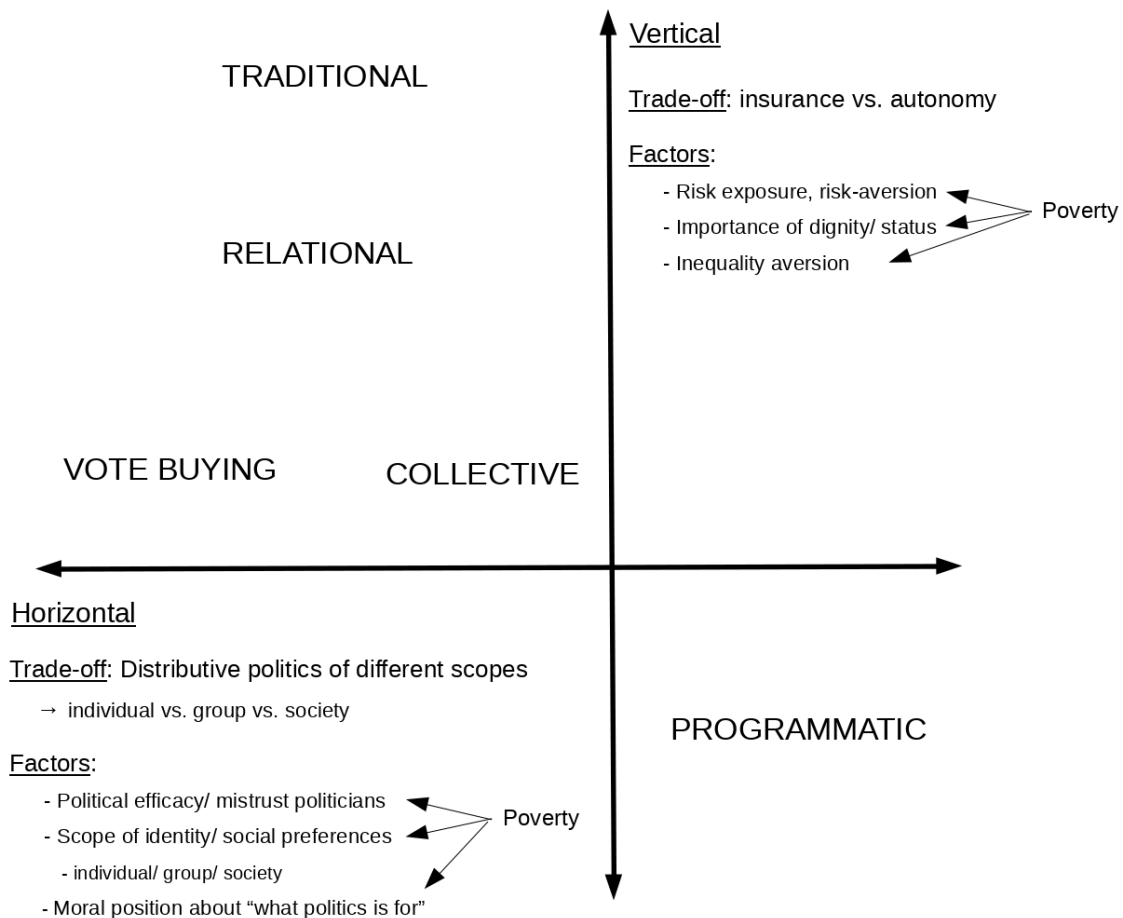 Vertical
TRADITIONAL
Trade-off: insurance vs. autonomy
Factors:
- Risk exposure, risk-aversion
- Importance of dignity/ status
- Inequality aversion
Poverty
RELATIONAL
VOTE BUYING
COLLECTIVE
Horizontal
Trade-off: Distributive politics of different scopes
→ individual vs. group vs. society
PROGRAMMATIC
Factors:
- Political efficacy/ mistrust politicians
- Scope of identity/ social preferences
- individual/ group/ society
- Moral position about “what politics is for”
Poverty